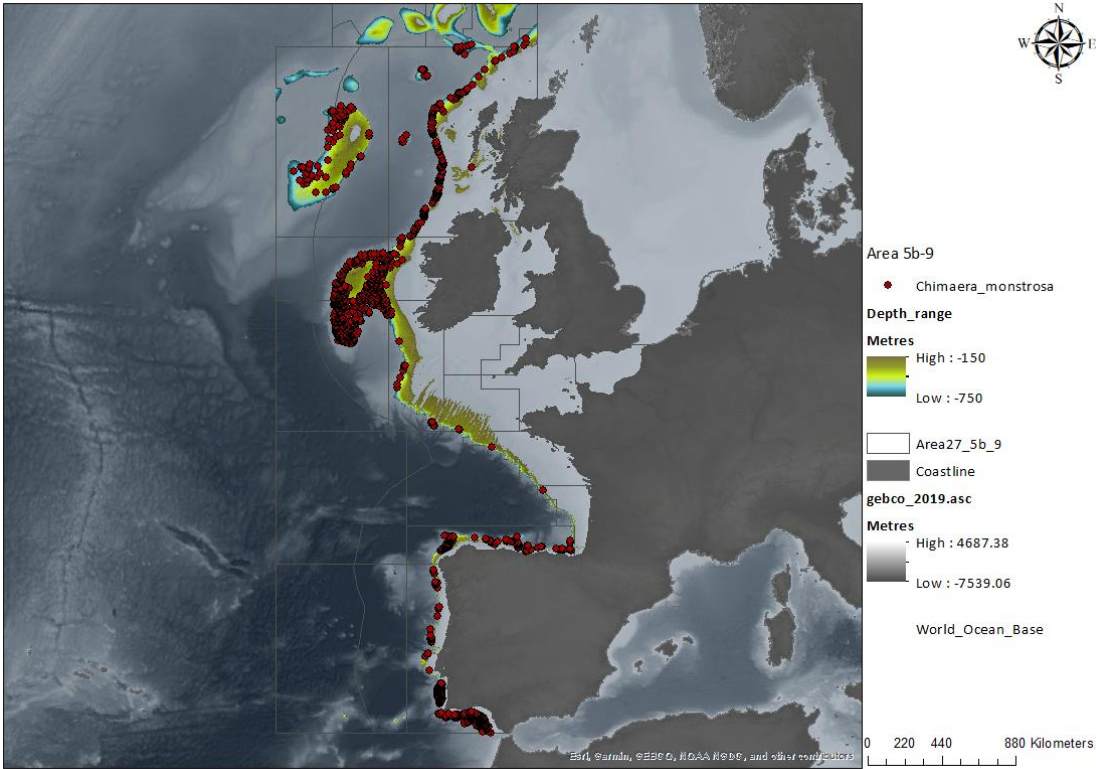 N
W E
S
Area 5b-9
Chimaera_monstrosa
Depth_range
Metres
High : -150
Low : -750
Area27_5b_9
Coastline
gebco_2019.asc
Metres
High : 4687.38
Low : -7539.06
World_Ocean_Base
0 220 440 880 Kilometers
Esri, Garmin, GEBCO, NOAA NGDC, and other contributors